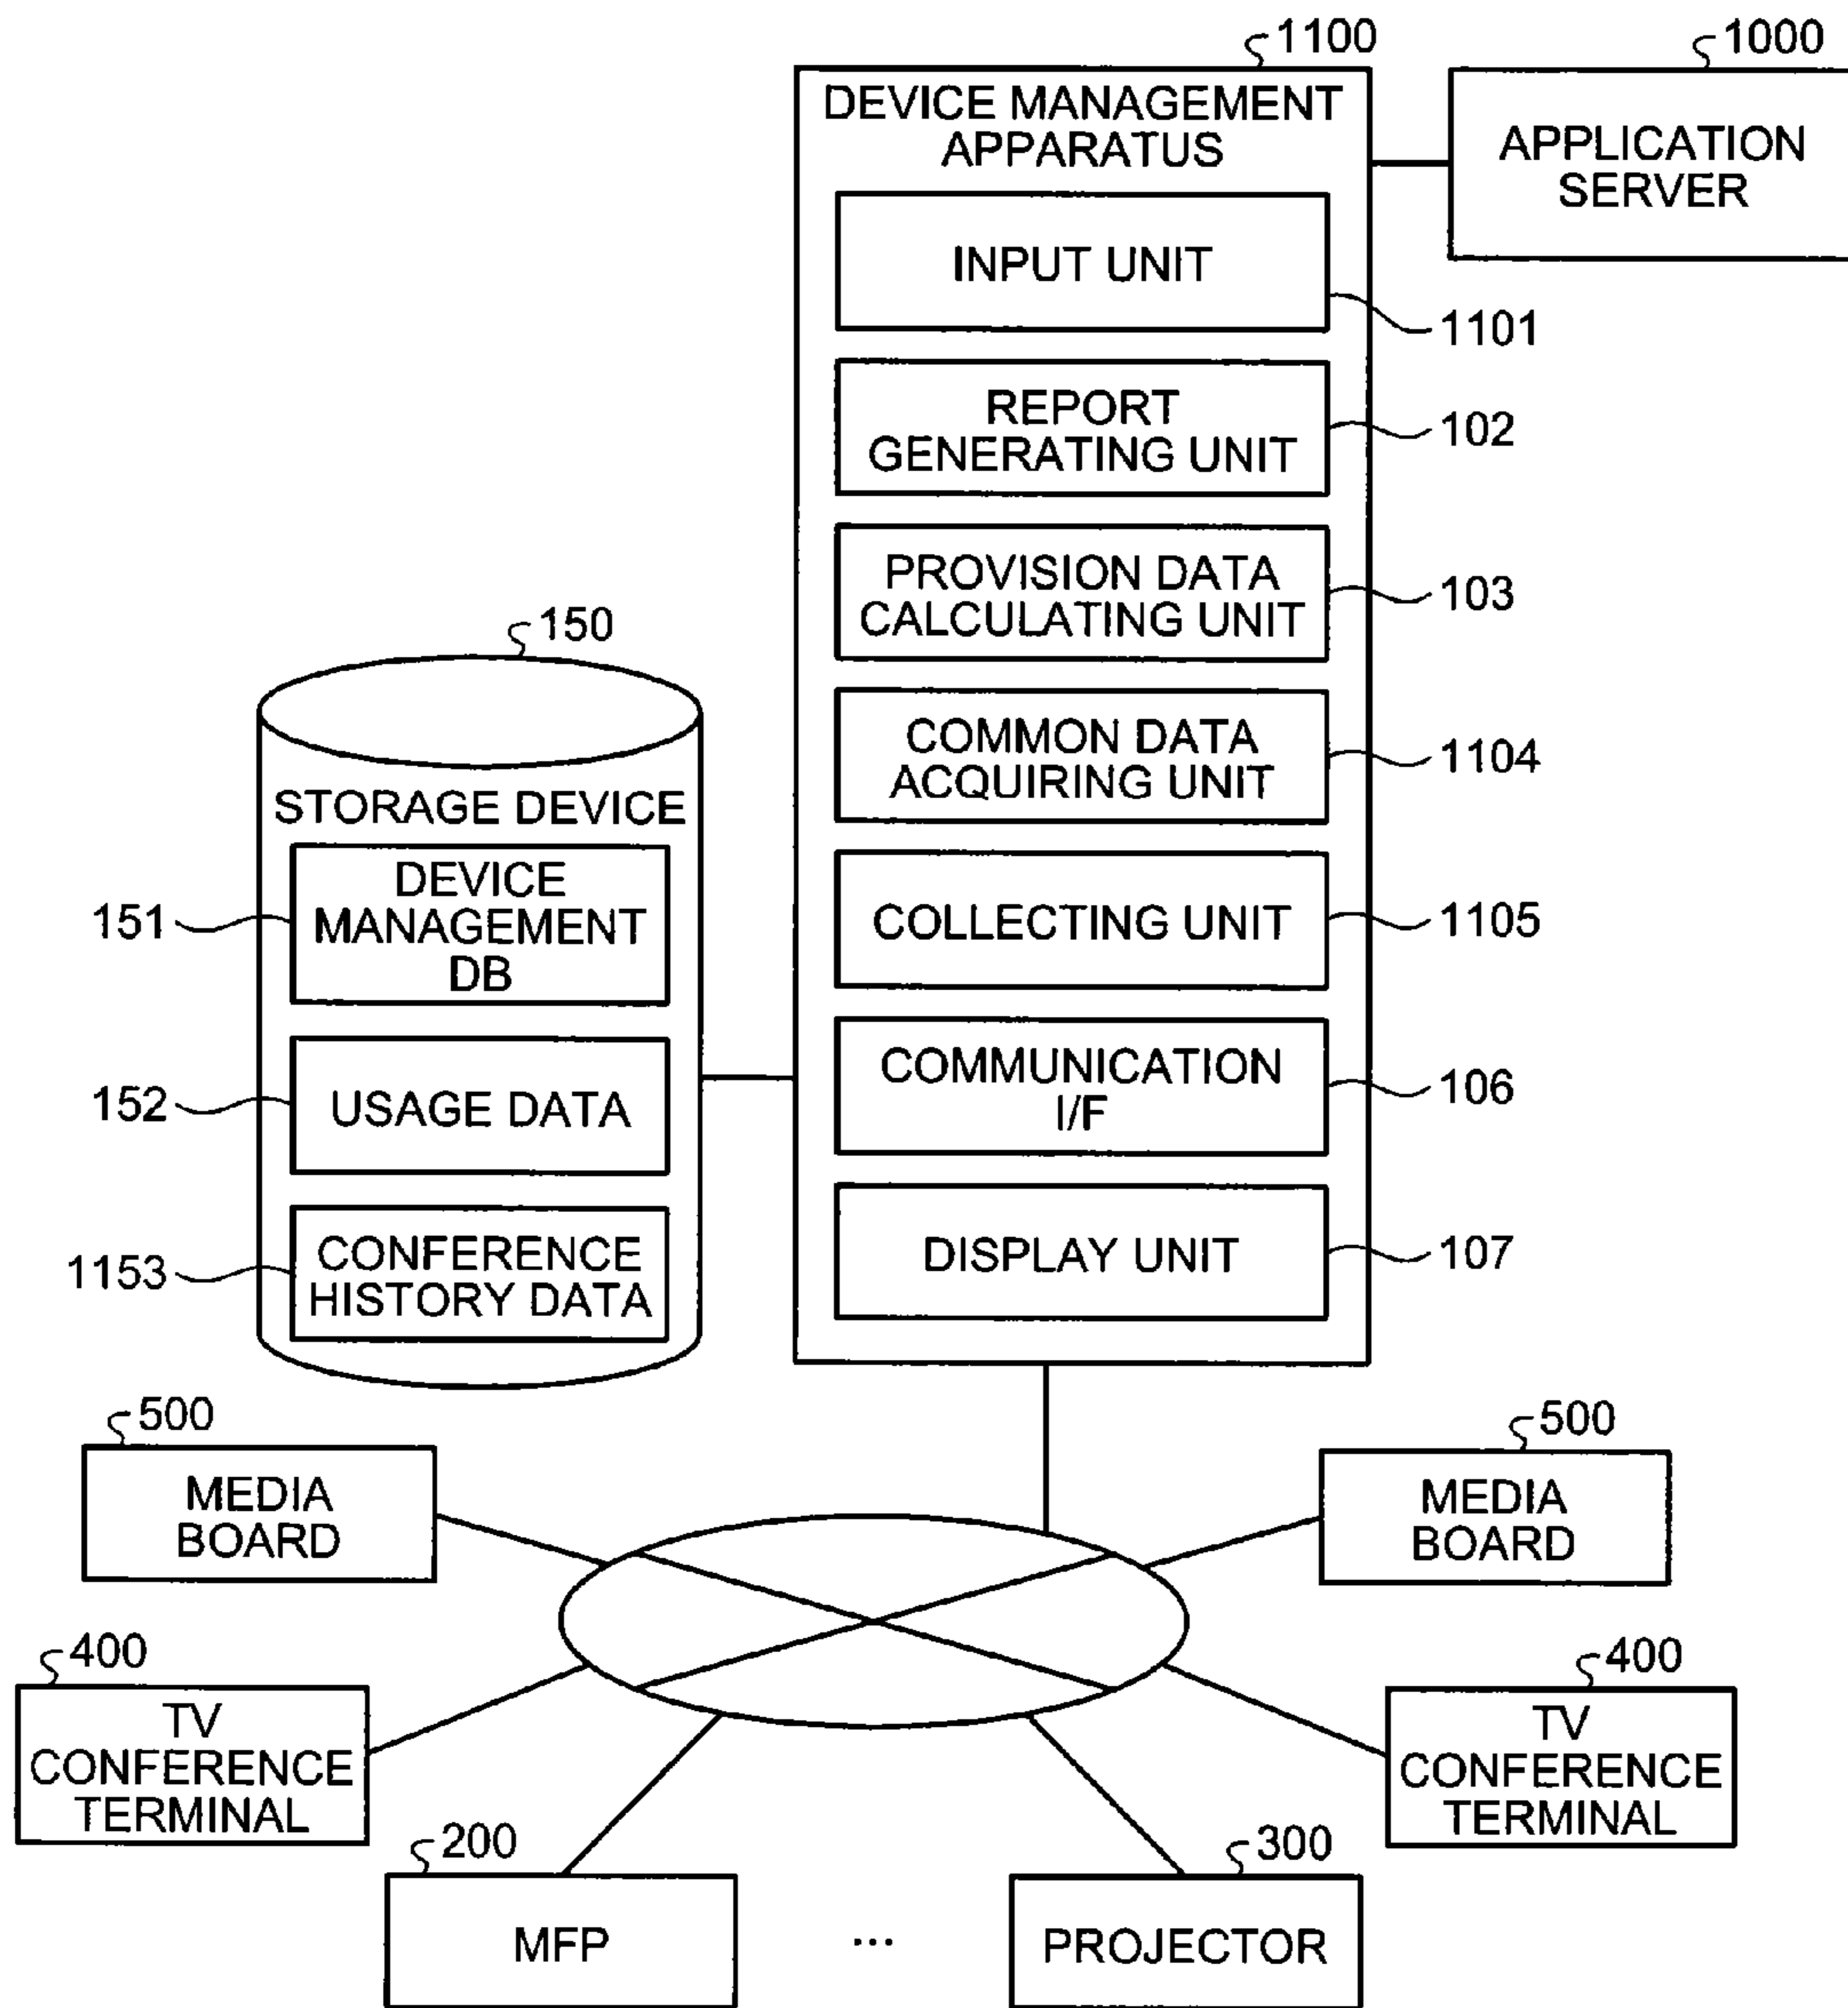 1100
1000
DEVICE MANAGEMENT
APPARATUS
APPLICATION
SERVER
INPUT UNIT
1101
REPORT
GENERATING UNIT
102
PROVISION DATA
CALCULATING UNIT
103
150
COMMON DATA
ACQUIRING UNIT
1104
STORAGE DEVICE
DEVICE
MANAGEMENT
DB
151
COLLECTING UNIT
1105
USAGE DATA
152
COMMUNICATION
I/F
106
CONFERENCE
HISTORY DATA
1153
DISPLAY UNIT
107
500
MEDIA
BOARD
500
MEDIA
BOARD
400
TV
CONFERENCE
TERMINAL
400
TV
CONFERENCE
TERMINAL
200
MFP
...
300
PROJECTOR